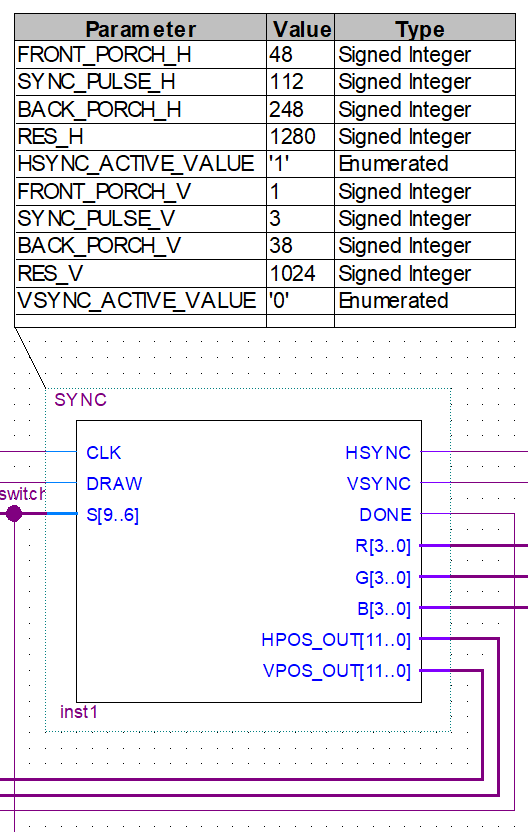 Parameter Value Type
FRONT_PORCH_H 48 Signed Integer
SYNC_PULSE_H 112 Signed Integer
BACK_PORCH_H 248 Signed Integer
RES_H 1280 Signed Integer
HSYNC_ACTIVE_VALUE '1' Enumerated
FRONT_PORCH_V 1 Signed Integer
SYNC_PULSE_V 3 Signed Integer
BACK_PORCH_V 38 Signed Integer
RES_V 1024 Signed Integer
VSYNC_ACTIVE_VALUE '0' Enumerated
SYNC
CLK HSYNC
DRAW VSYNC
switch
S[9..6] DONE
R[3..0]
G[3..0]
B[3..0]
HPOS_OUT[11..0]
VPOS_OUT[11..0]
inst1